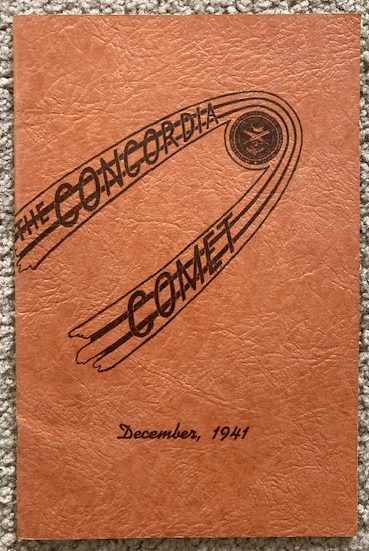 THE CONCORDIA
COMET
December, 1941